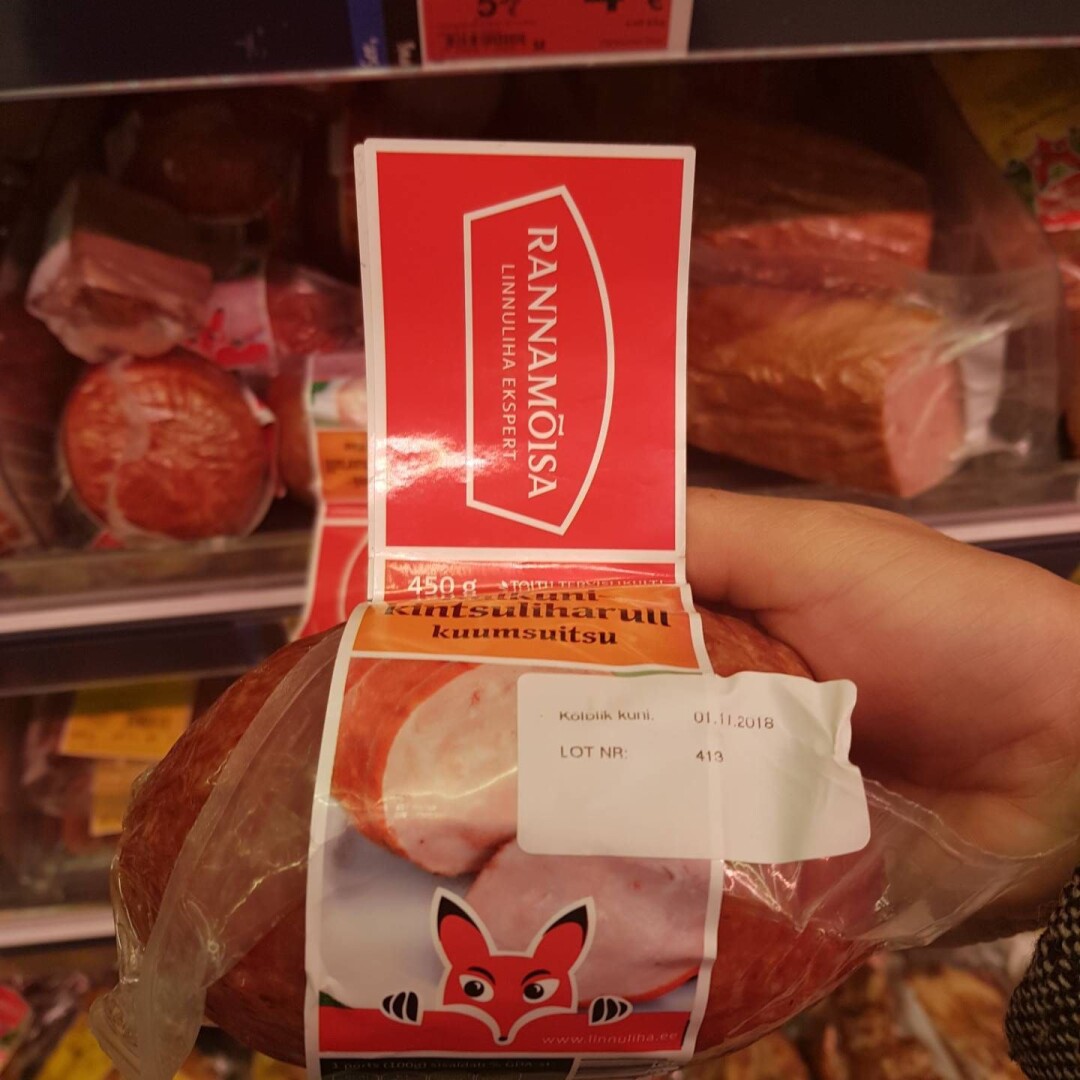 RANNAMÕISA
LINNULIHA EKSPERT
450 g
kintsuliharull
kuumsuitsu
Kõlblik kuni: 01.11.2018
LOT NR: 413
www.linnuliha.ee